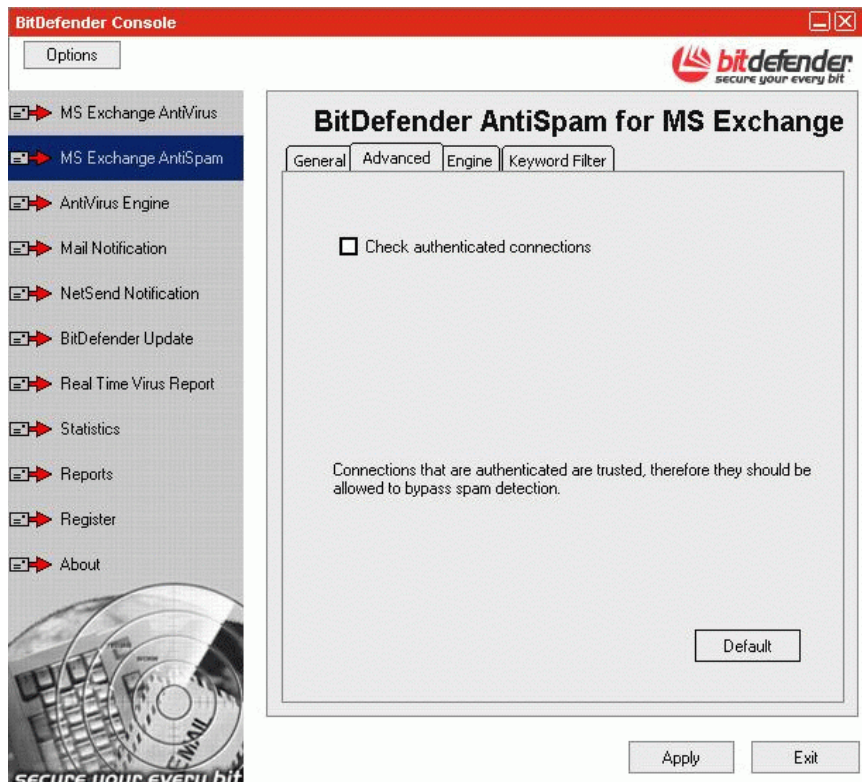 BitDefender Console
Options
bitdefender
secure your every bit
MS Exchange AntiVirus
MS Exchange AntiSpam
AntiVirus Engine
Mail Notification
NetSend Notification
BitDefender Update
Real Time Virus Report
Statistics
Reports
Register
About
EMAIL
secure your every bit
BitDefender AntiSpam for MS Exchange
General
Advanced
Engine
Keyword Filter
Check authenticated connections
Connections that are authenticated are trusted, therefore they should be
allowed to bypass spam detection.
Default
Apply
Exit